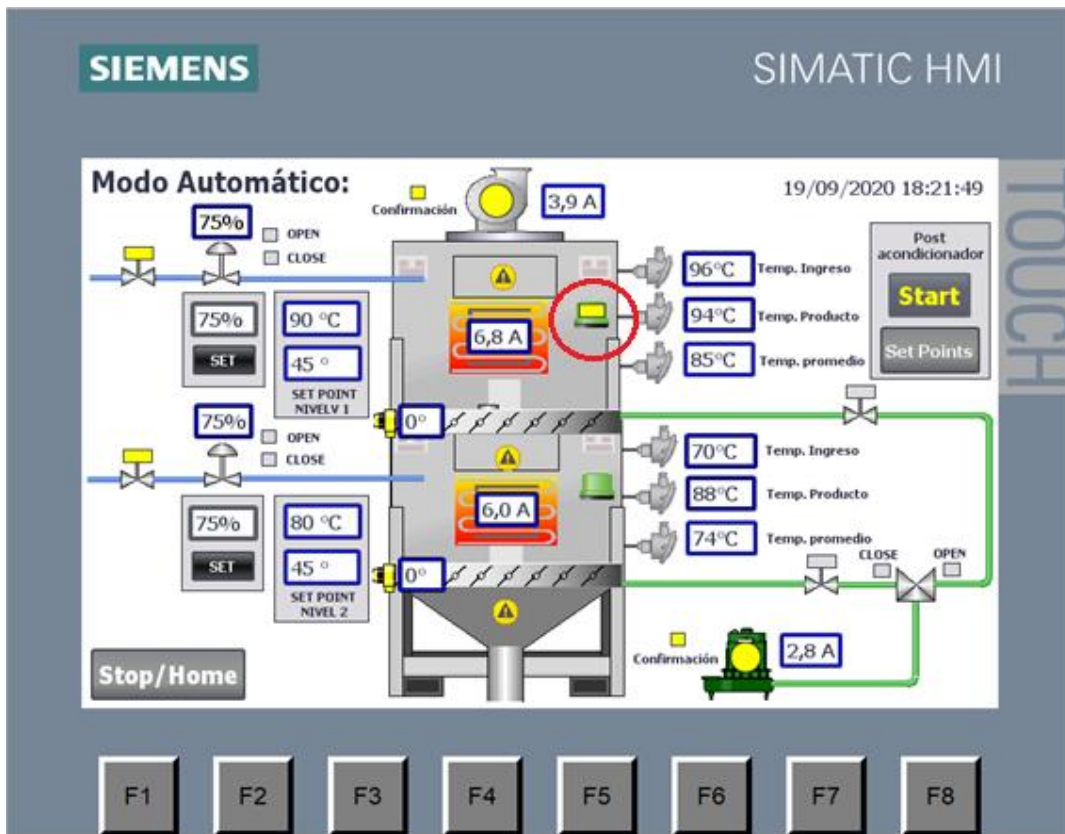 SIEMENS
SIMATIC HMI
TOUCH
Modo Automático:
19/09/2020 18:21:49
Confirmación
3,9 A
75%
OPEN
CLOSE
75%
SET
90 °C
45 °
SET POINT
NIVELV 1
6,8 A
96°C Temp. Ingreso
94°C Temp. Producto
85°C Temp. promedio
Post
acondicionador
Start
Set Points
0°
75%
OPEN
CLOSE
75%
SET
80 °C
45 °
SET POINT
NIVEL 2
6,0 A
70°C Temp. Ingreso
88°C Temp. Producto
74°C Temp. promedio
CLOSE OPEN
0°
Confirmación
2,8 A
Stop/Home
F1 F2 F3 F4 F5 F6 F7 F8